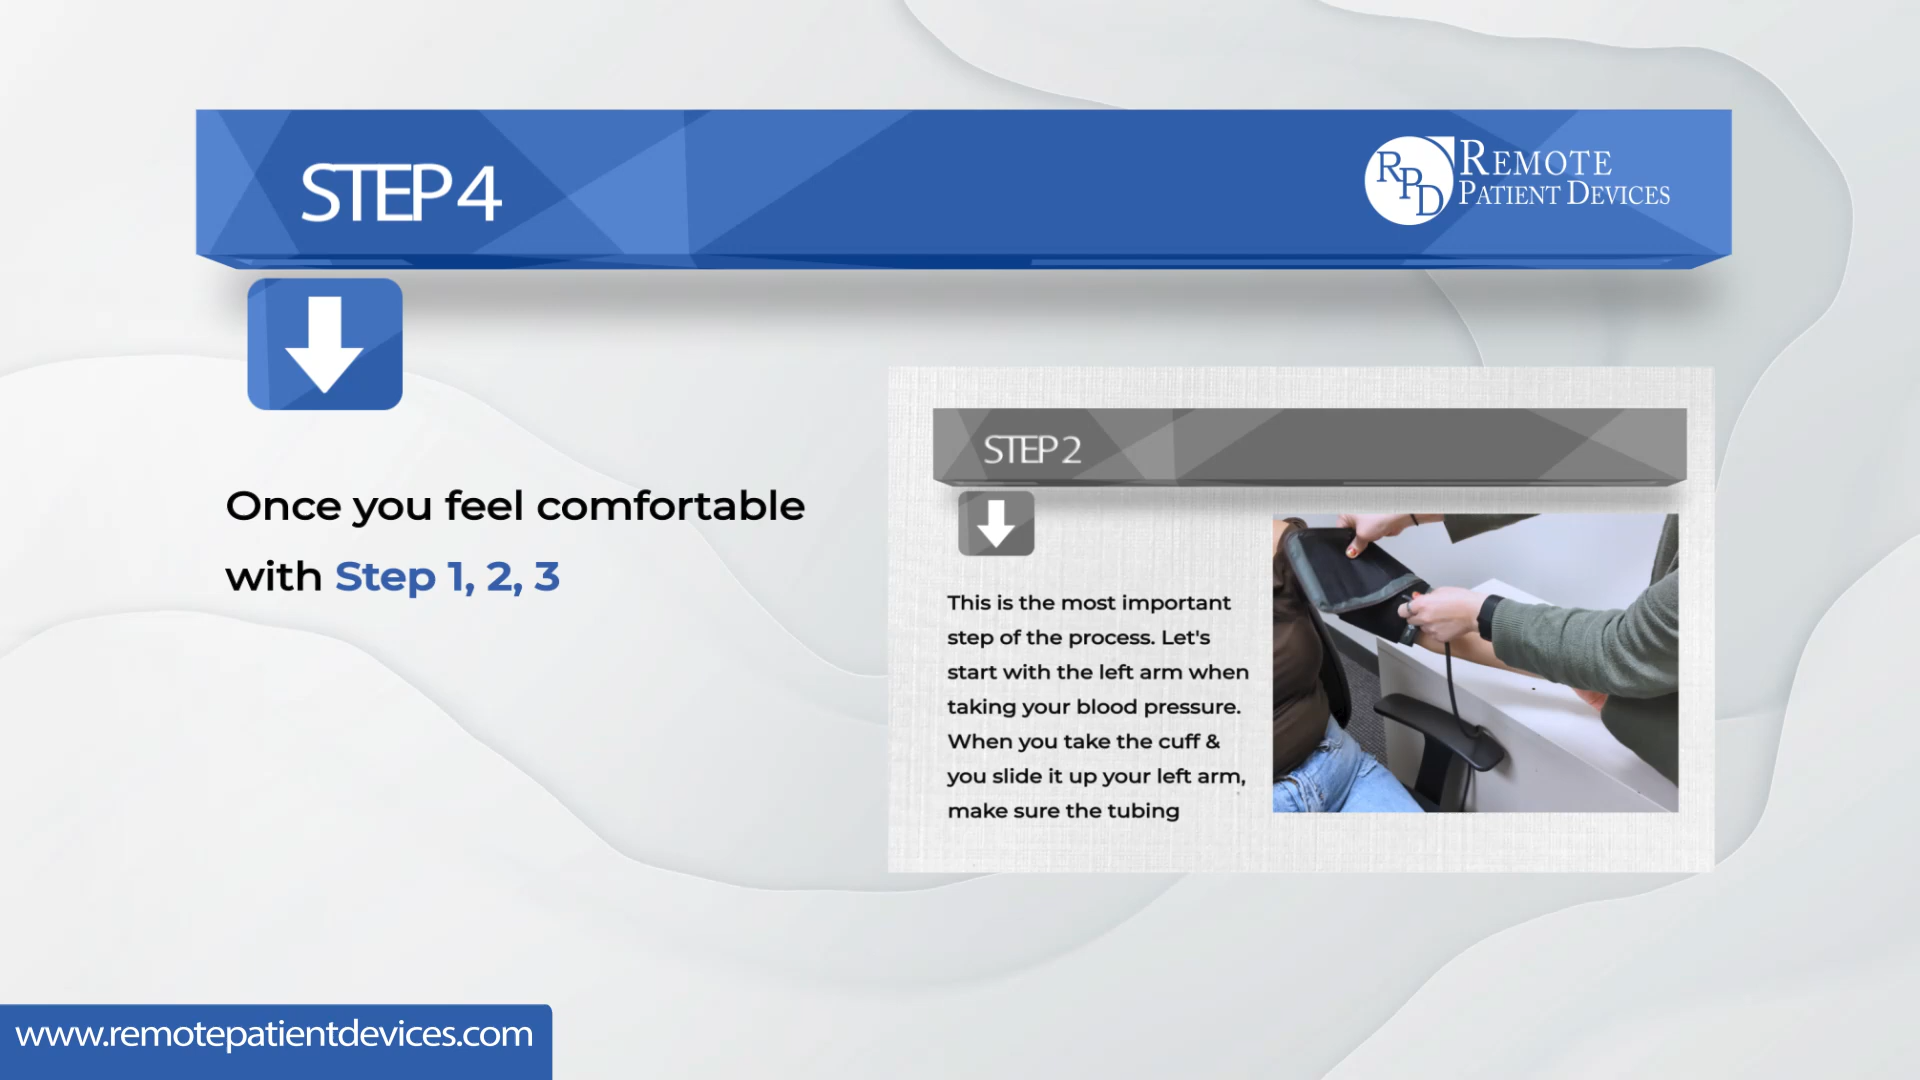 STEP 4
RPD
REMOTE
PATIENT DEVICES
Once you feel comfortable
with Step 1, 2, 3
STEP 2
This is the most important
step of the process. Let's
start with the left arm when
taking your blood pressure.
When you take the cuff &
you slide it up your left arm,
make sure the tubing
www.remotepatientdevices.com